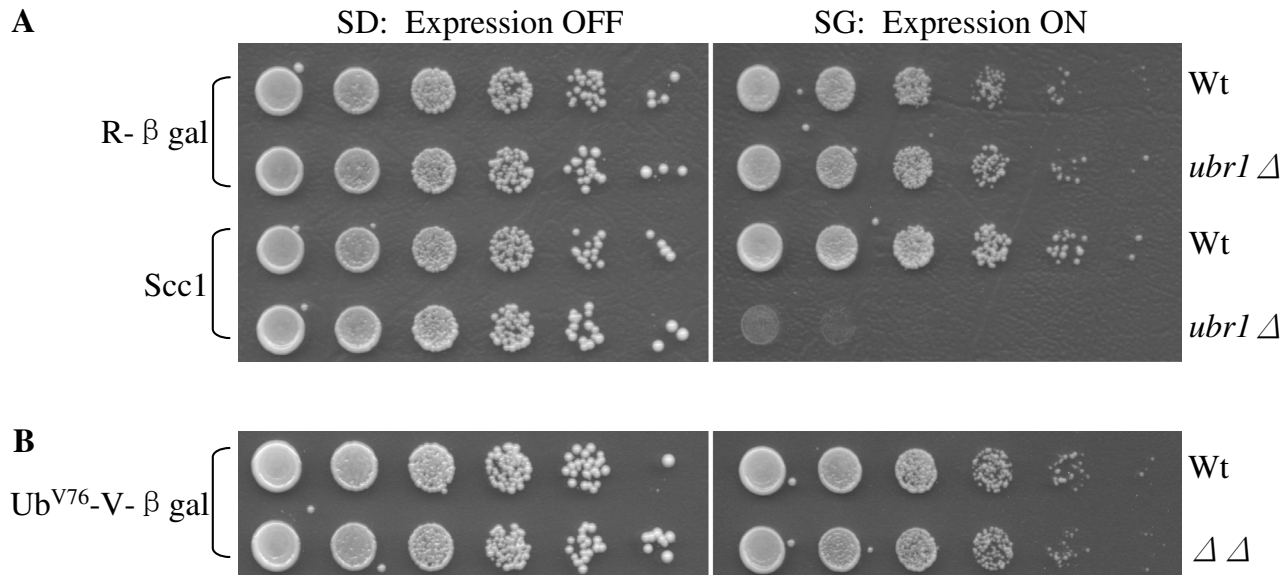 A
SD: Expression OFF
SG: Expression ON
R- β gal
Wt
ubr1 Δ
Scc1
Wt
ubr1 Δ
B
Ub^V76-V- β gal
Wt
Δ Δ